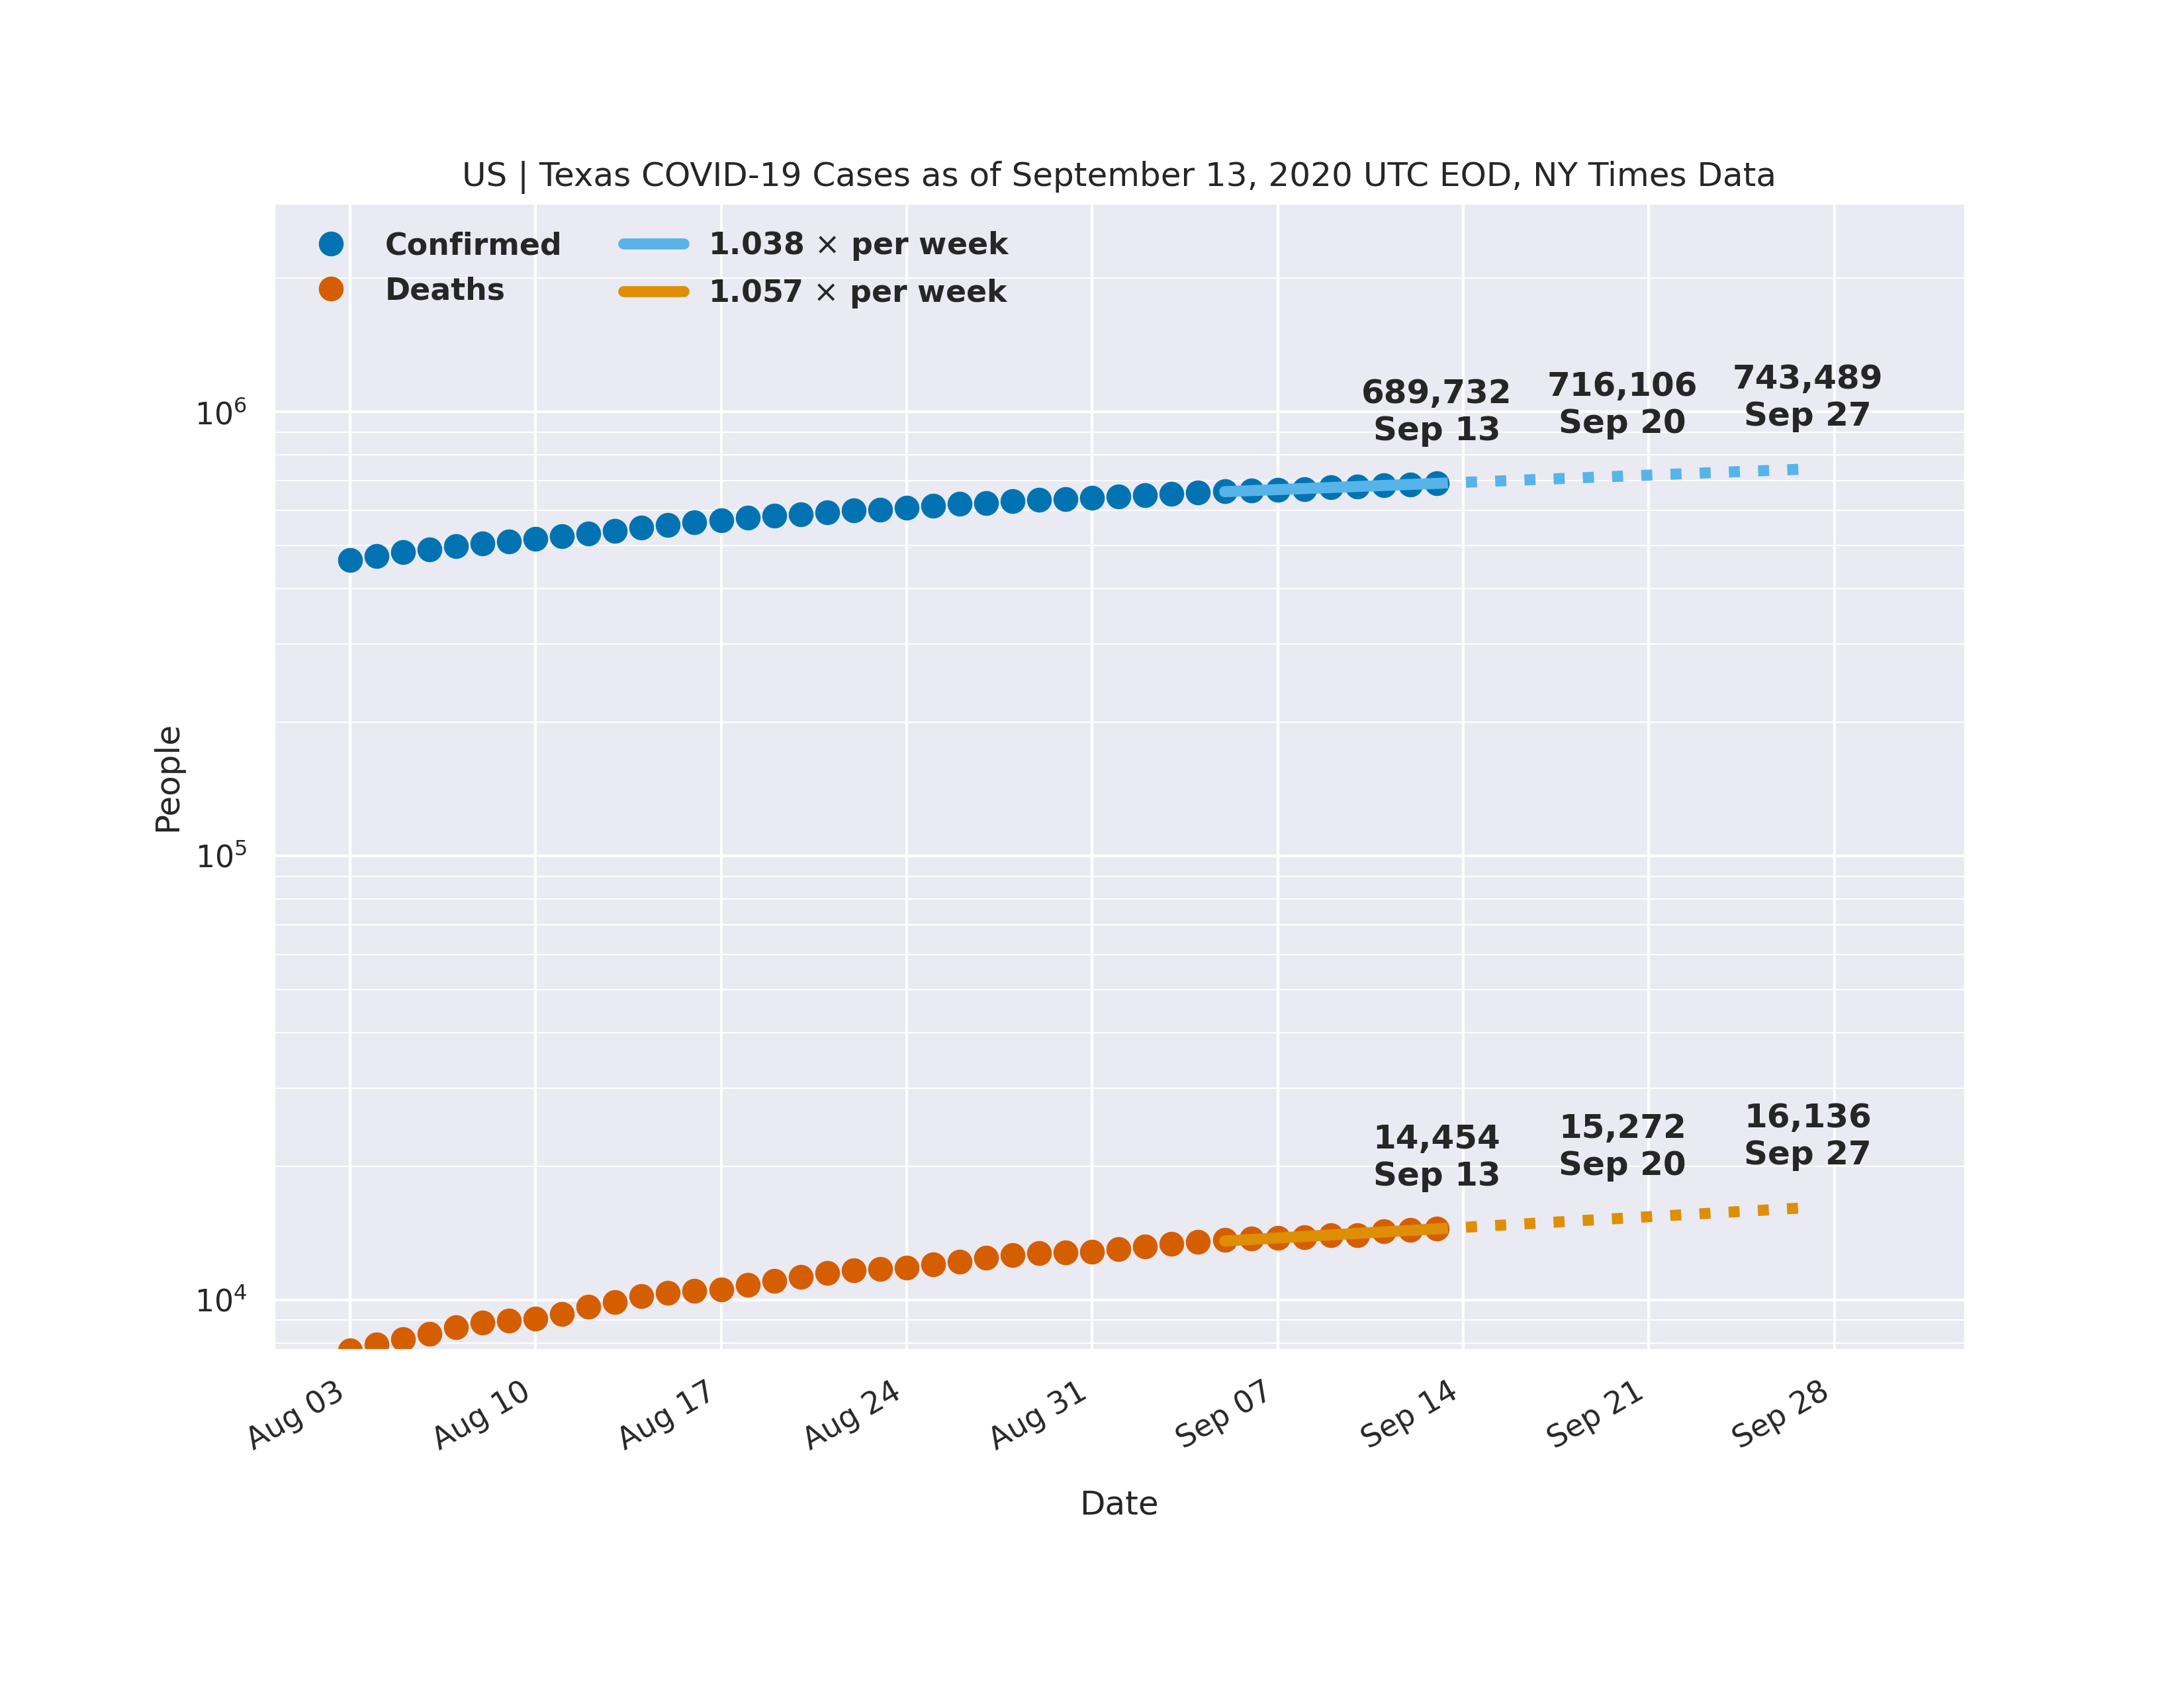 US | Texas COVID-19 Cases as of September 13, 2020 UTC EOD, NY Times Data
Confirmed
Deaths
1.038 × per week
1.057 × per week
689,732
Sep 13
716,106
Sep 20
743,489
Sep 27
10⁶
People
10⁵
14,454
Sep 13
15,272
Sep 20
16,136
Sep 27
10⁴
Aug 03
Aug 10
Aug 17
Aug 24
Aug 31
Sep 07
Sep 14
Sep 21
Sep 28
Date